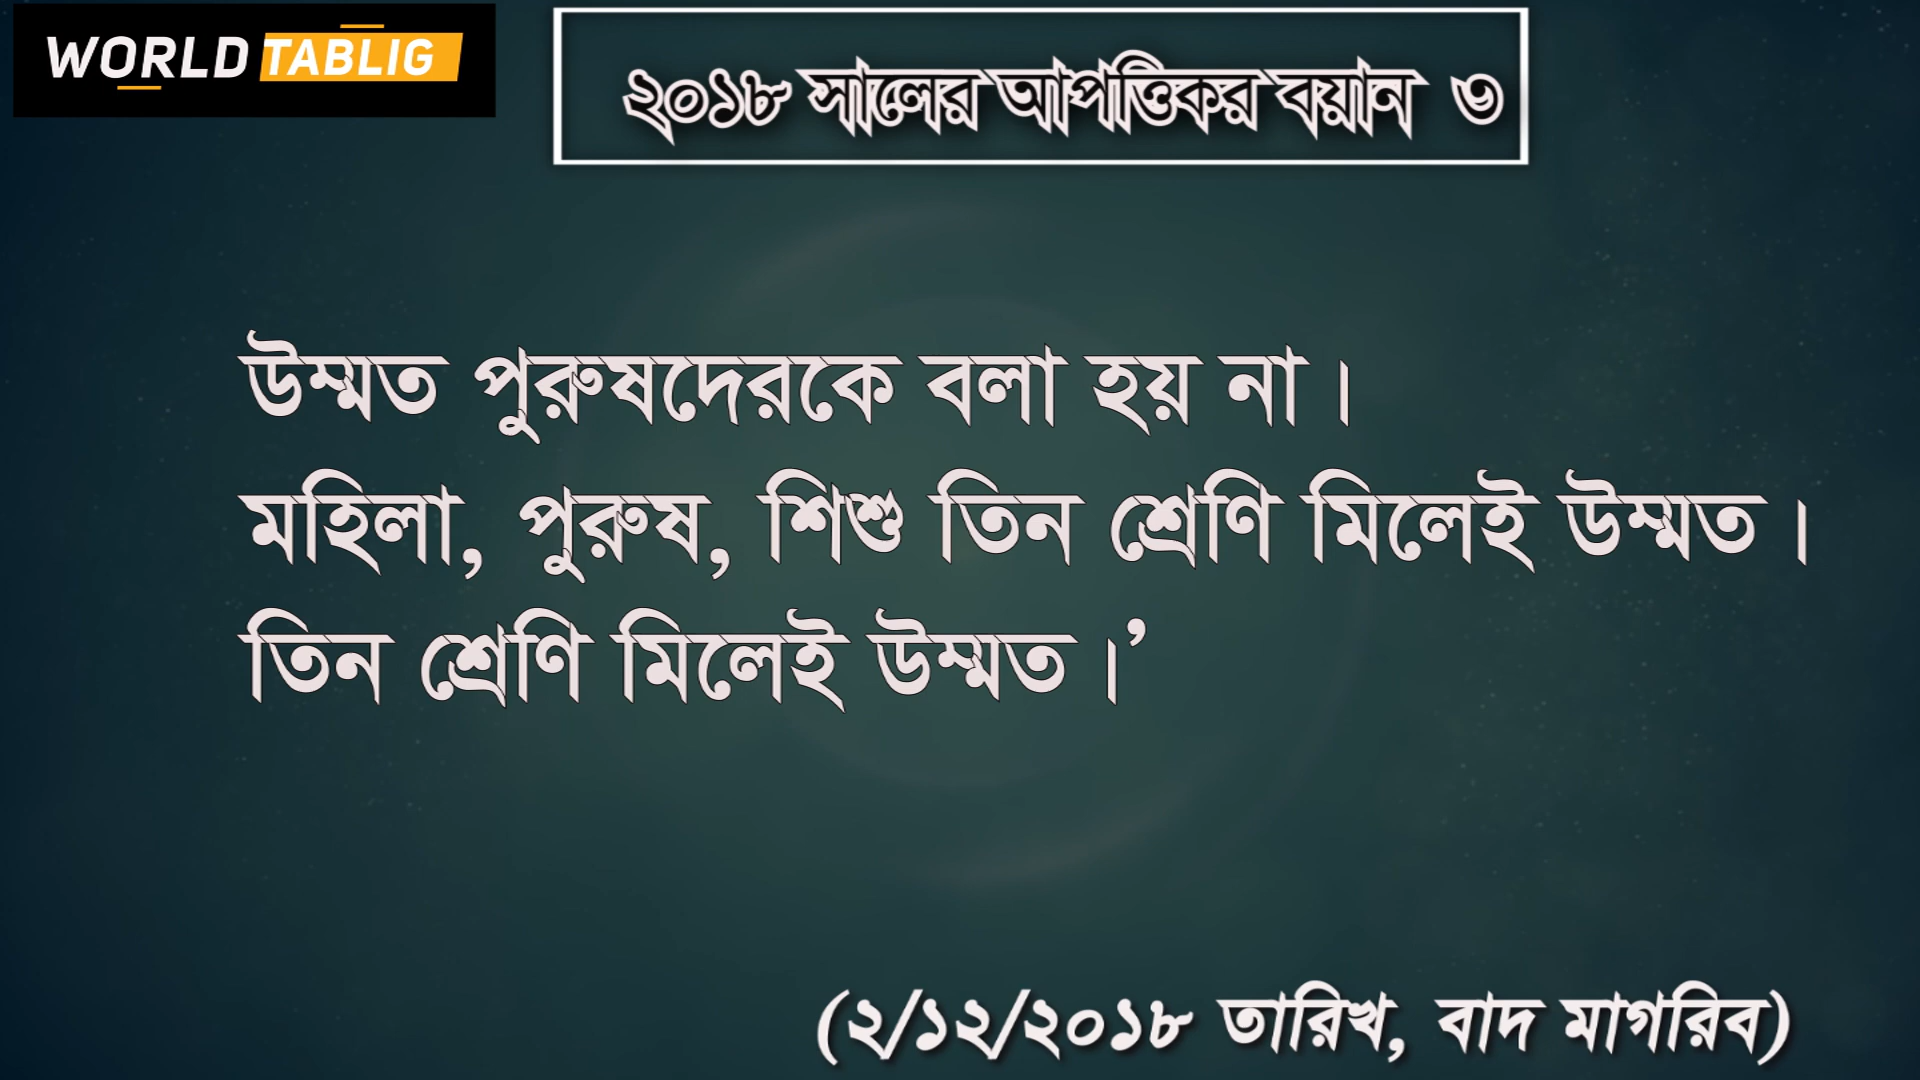 WORLD TABLIG
২০১৮ সালের আপত্তিকর বয়ান ৩
উম্মত পুরুষদেরকে বলা হয় না।
মহিলা, পুরুষ, শিশু তিন শ্রেণি মিলেই উম্মত।
তিন শ্রেণি মিলেই উম্মত।’
(২/১২/২০১৮ তারিখ, বাদ মাগরিব)